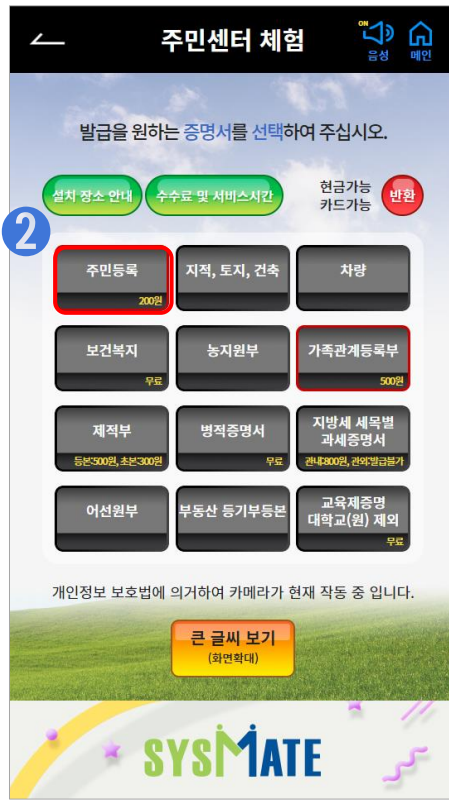 주민센터 체험
ON
음성
메인
발급을 원하는 증명서를 선택하여 주십시오.
설치 장소 안내
수수료 및 서비스시간
현금가능
카드가능
반환
2
주민등록
200원
지적, 토지, 건축
차량
보건복지
무료
농지원부
가족관계등록부
500원
제적부
등본:500원, 초본:300원
병적증명서
무료
지방세 세목별
과세증명서
관내:800원, 관외:발급불가
어선원부
부동산 등기부등본
교육제증명
대학교(원) 제외
무료
개인정보 보호법에 의거하여 카메라가 현재 작동 중 입니다.
큰 글씨 보기
(화면확대)
SYSMATE